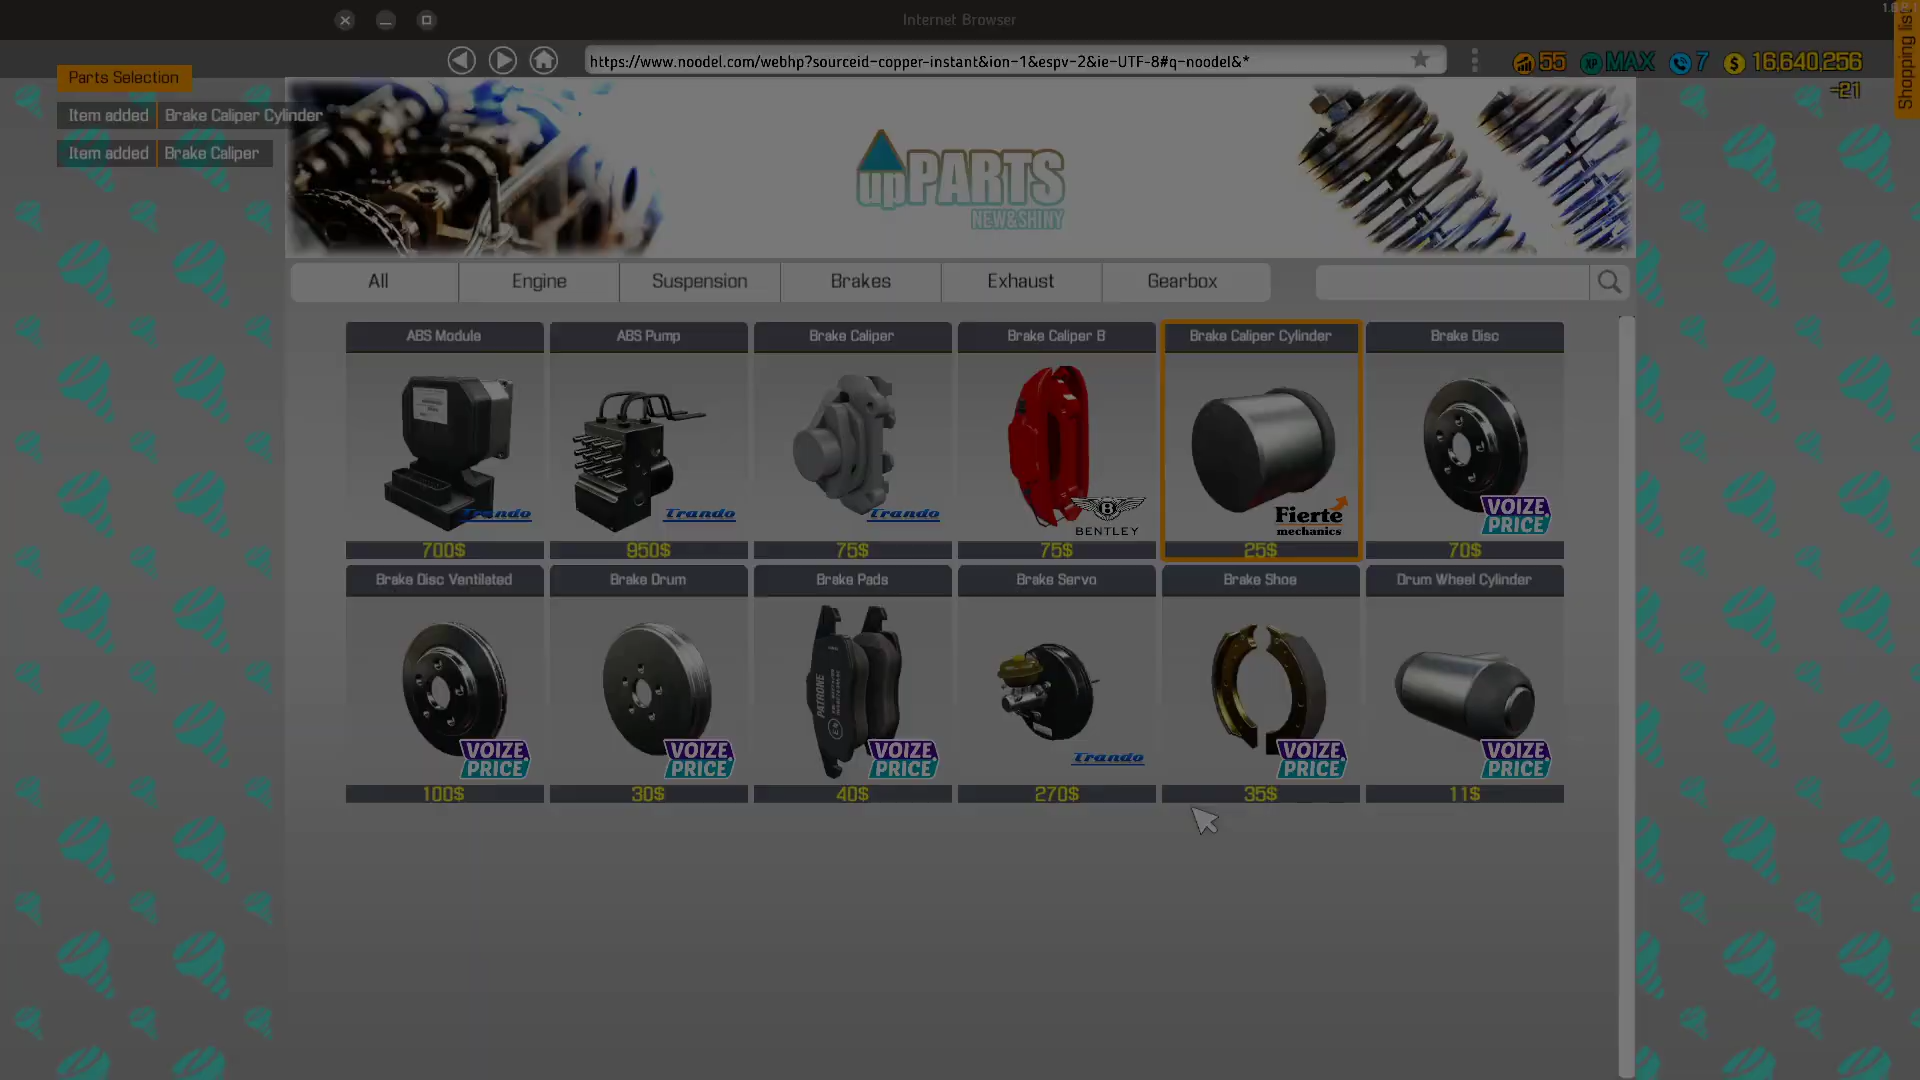 Internet Browser
https://www.noodel.com/webhp?sourceid-copper-instant&ion-1&espv-2&ie-UTF-8#q-noodel&*
55
XP MAX
7
$ 16,640,256
-21
Shopping list
Parts Selection
Item added Brake Caliper Cylinder
Item added Brake Caliper
upPARTS
NEW&SHINY
All Engine Suspension Brakes Exhaust Gearbox
ABS Module ABS Pump Brake Caliper Brake Caliper B Brake Caliper Cylinder Brake Disc
Trando Trando Trando BENTLEY Fierte mechanics VOIZE PRICE
700$ 950$ 75$ 75$ 25$ 70$
Brake Disc Ventilated Brake Drum Brake Pads Brake Servo Brake Shoe Drum Wheel Cylinder
PATRONE
VOIZE PRICE VOIZE PRICE VOIZE PRICE Trando VOIZE PRICE VOIZE PRICE
100$ 30$ 40$ 270$ 35$ 11$